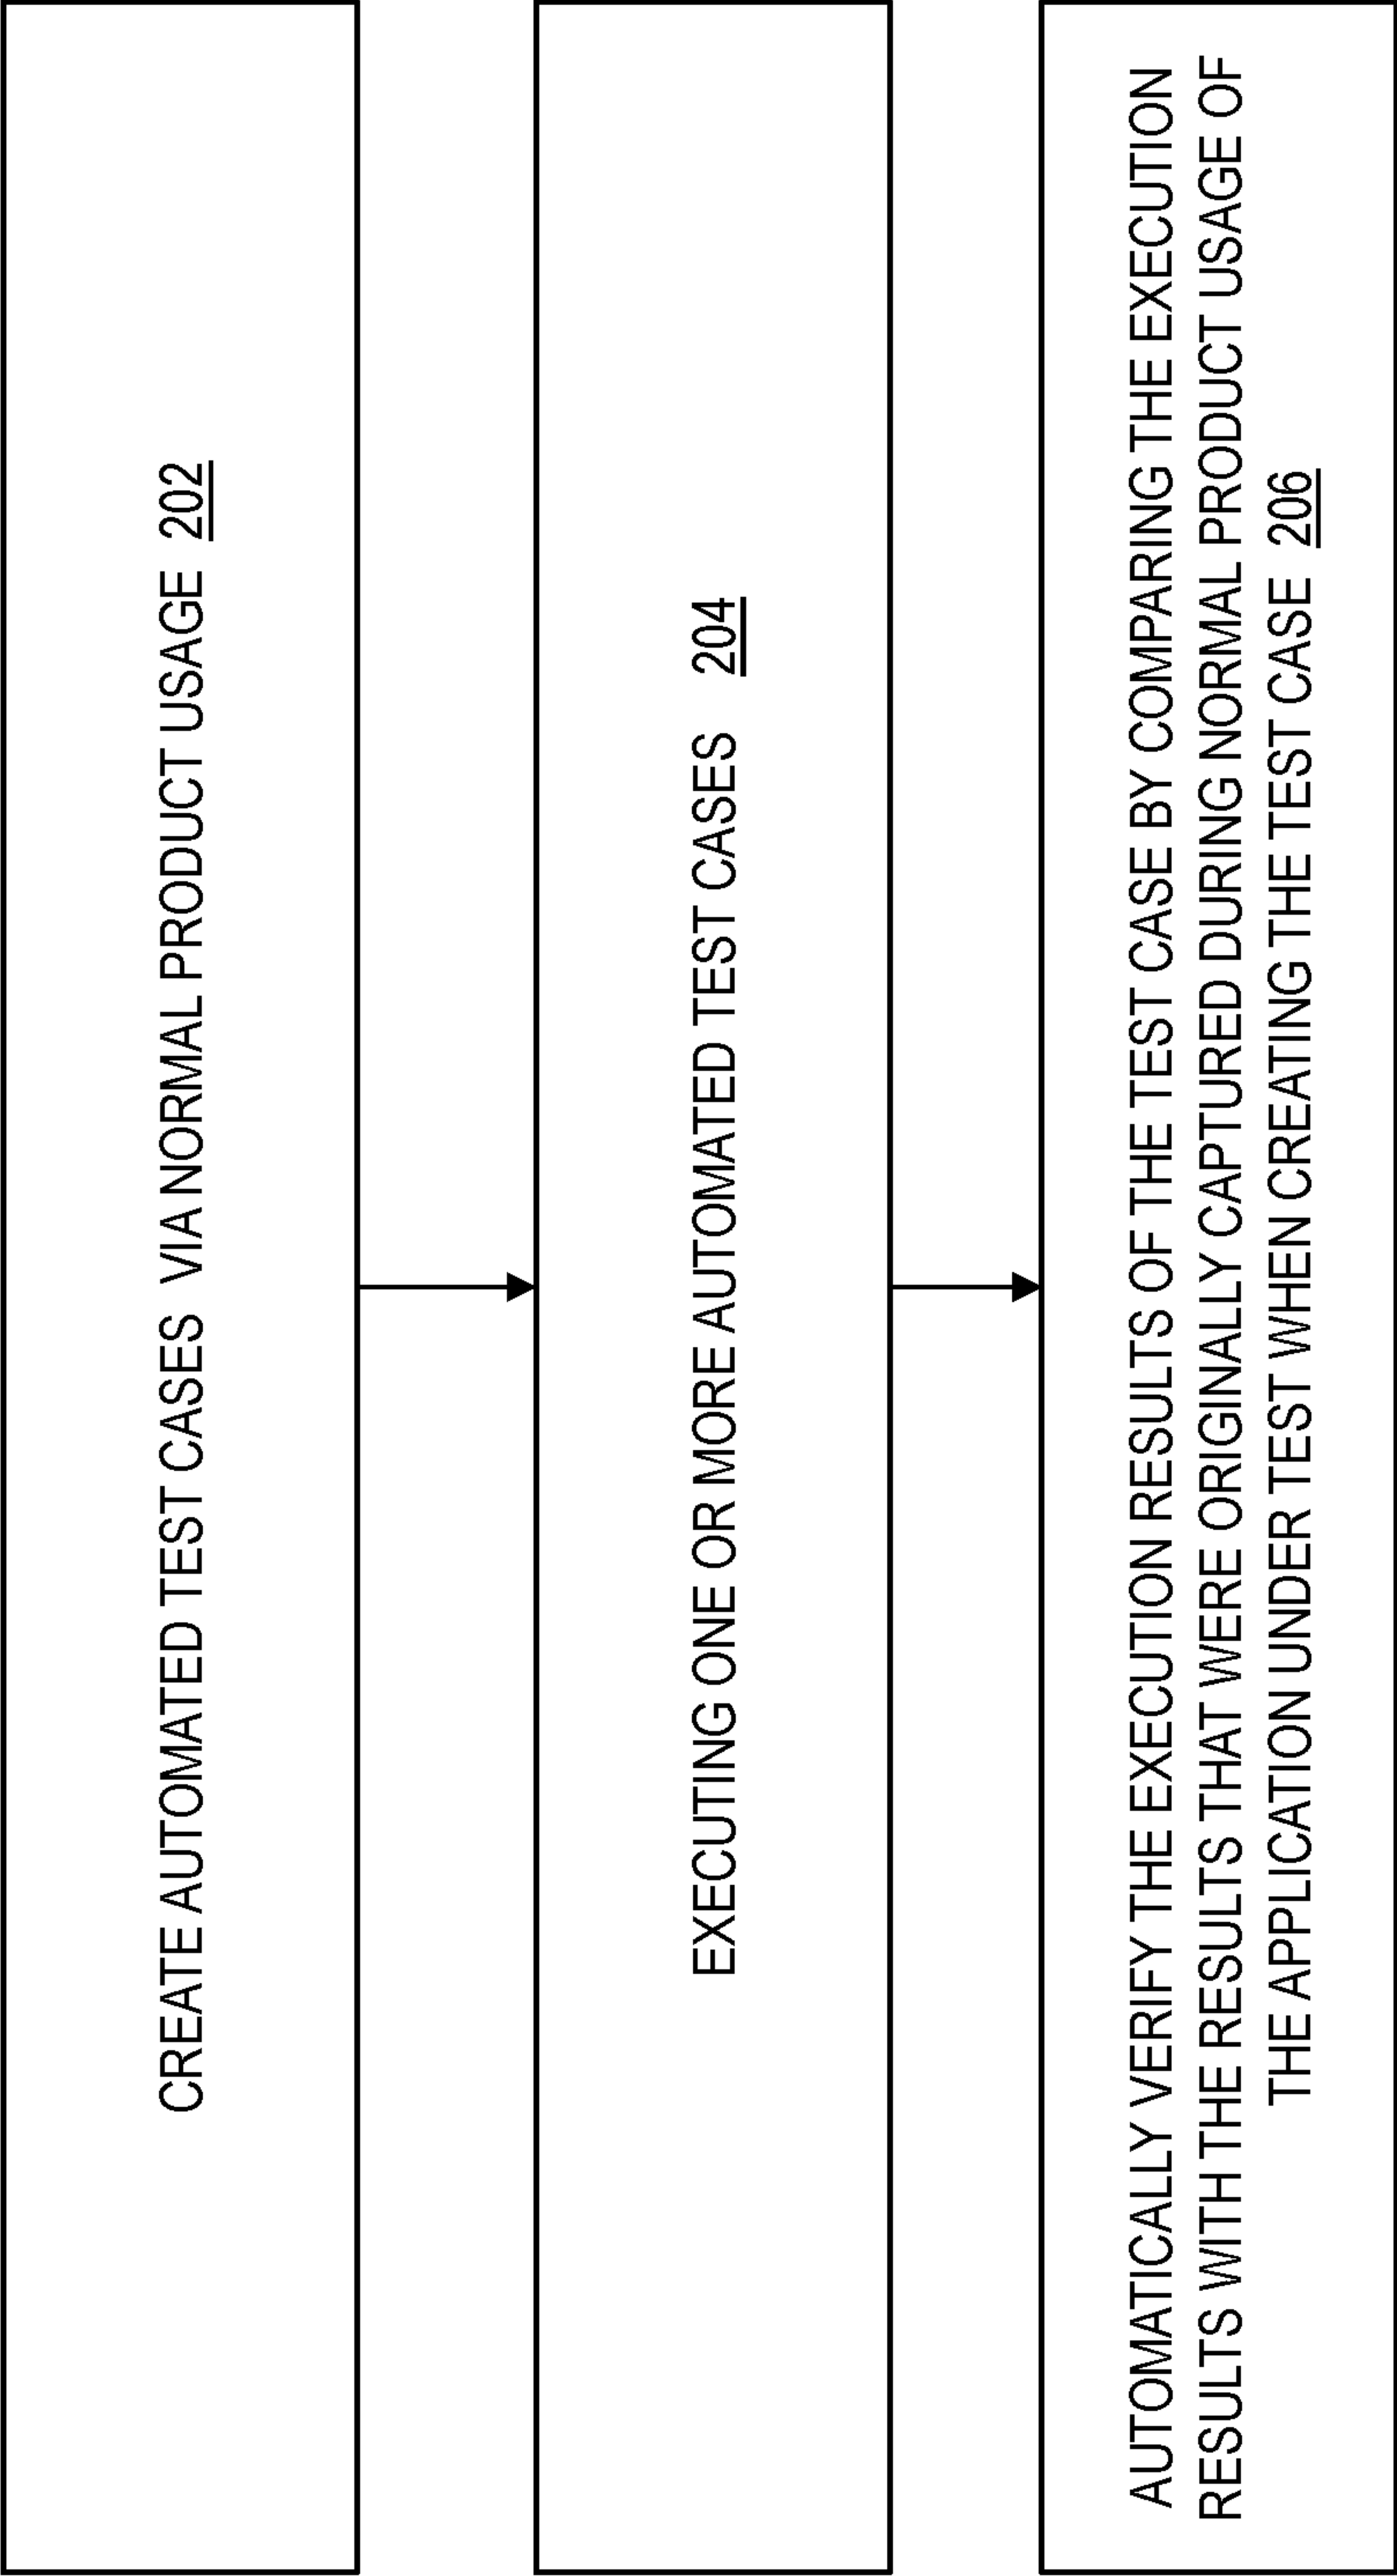 CREATE AUTOMATED TEST CASES VIA NORMAL PRODUCT USAGE 202
EXECUTING ONE OR MORE AUTOMATED TEST CASES 204
AUTOMATICALLY VERIFY THE EXECUTION RESULTS OF THE TEST CASE BY COMPARING THE EXECUTION
RESULTS WITH THE RESULTS THAT WERE ORIGINALLY CAPTURED DURING NORMAL PRODUCT USAGE OF
THE APPLICATION UNDER TEST WHEN CREATING THE TEST CASE 206